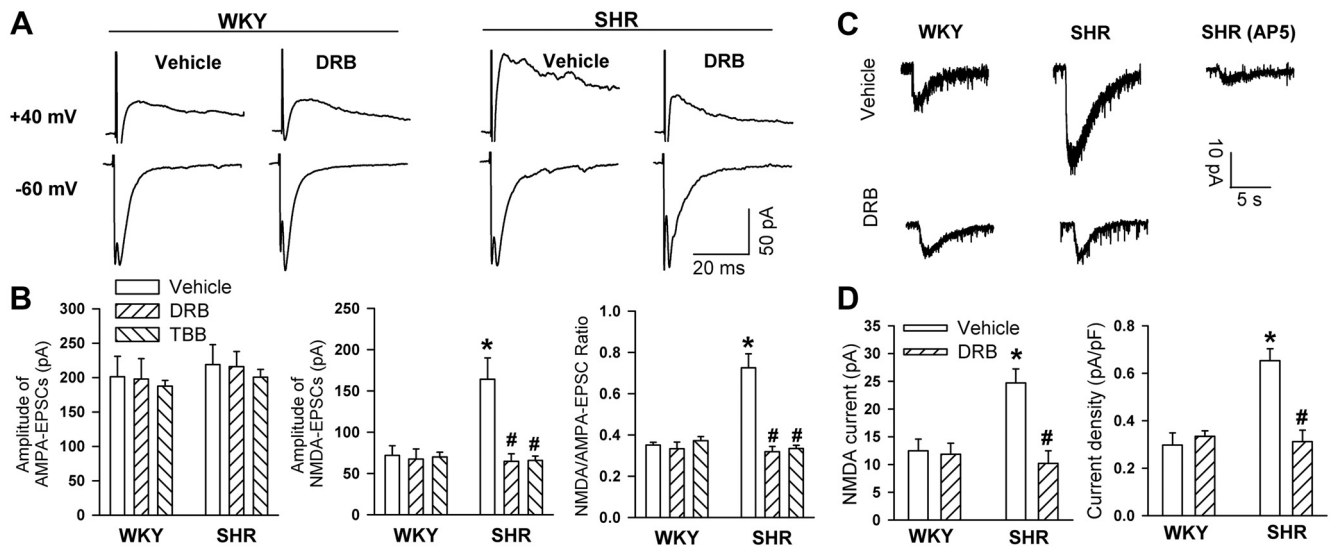 A
WKY
SHR
Vehicle
DRB
Vehicle
DRB
+40 mV
-60 mV
50 pA
20 ms
C
WKY
SHR
SHR (AP5)
Vehicle
DRB
10 pA
5 s
B
Vehicle
DRB
TBB
Amplitude of
AMPA-EPSCs (pA)
300
250
200
150
100
50
0
WKY
SHR
Amplitude of
NMDA-EPSCs (pA)
250
200
150
100
50
0
*
#
#
WKY
SHR
NMDA/AMPA-EPSC Ratio
1.0
0.8
0.6
0.4
0.2
0.0
*
#
#
WKY
SHR
D
Vehicle
DRB
NMDA current (pA)
35
30
25
20
15
10
5
0
*
#
WKY
SHR
Current density (pA/pF)
0.8
0.6
0.4
0.2
0.0
*
#
WKY
SHR